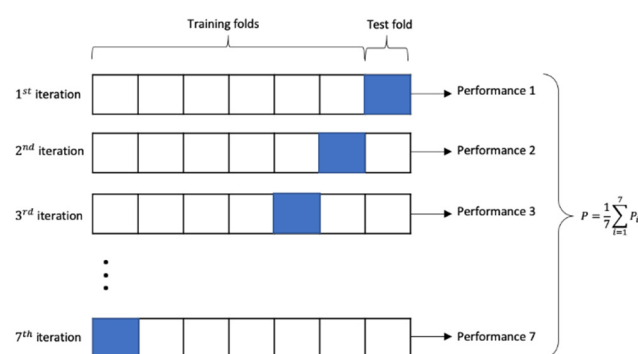 Training folds
Test fold
1st iteration
Performance 1
2nd iteration
Performance 2
3rd iteration
Performance 3
P = 1/7 ∑ i=1 7 Pi
7th iteration
Performance 7